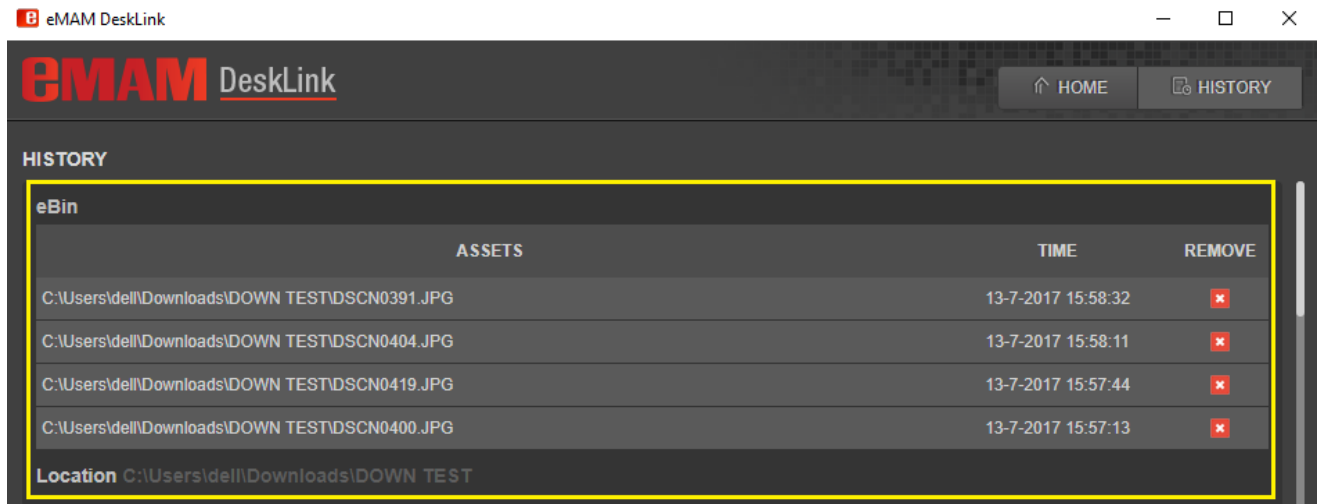 eMAM DeskLink
eMAM DeskLink
HOME
HISTORY
HISTORY
eBin
ASSETS TIME REMOVE
C:\Users\dell\Downloads\DOWN TEST\DSCN0391.JPG 13-7-2017 15:58:32
C:\Users\dell\Downloads\DOWN TEST\DSCN0404.JPG 13-7-2017 15:58:11
C:\Users\dell\Downloads\DOWN TEST\DSCN0419.JPG 13-7-2017 15:57:44
C:\Users\dell\Downloads\DOWN TEST\DSCN0400.JPG 13-7-2017 15:57:13
Location C:\Users\dell\Downloads\DOWN TEST